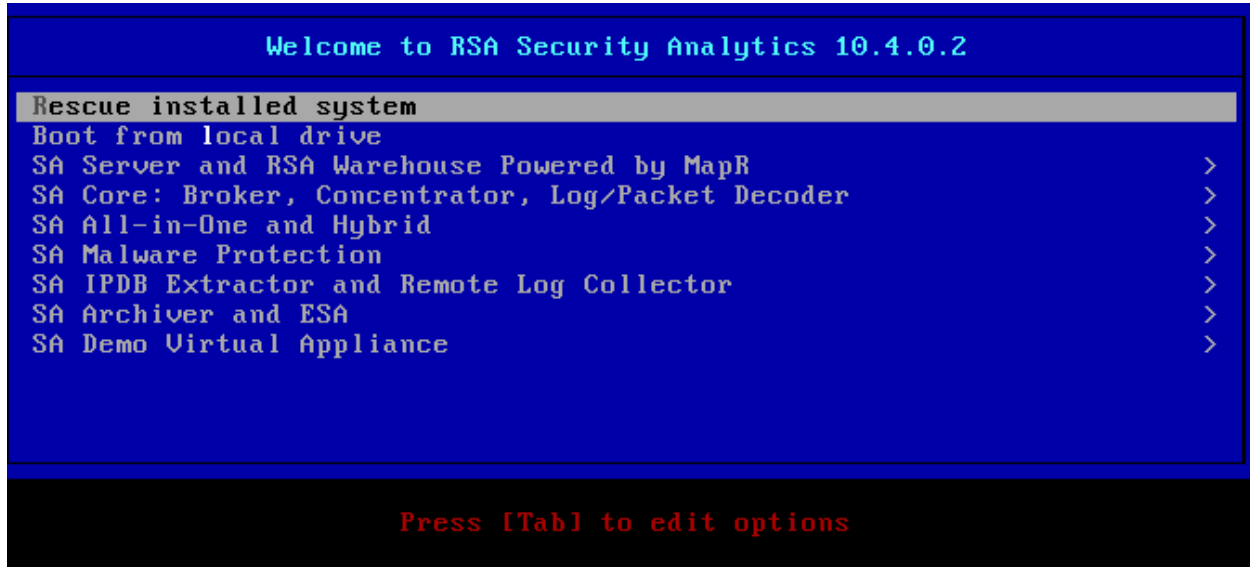 Welcome to RSA Security Analytics 10.4.0.2
Rescue installed system
Boot from local drive
SA Server and RSA Warehouse Powered by MapR >
SA Core: Broker, Concentrator, Log/Packet Decoder >
SA All-in-One and Hybrid >
SA Malware Protection >
SA IPDB Extractor and Remote Log Collector >
SA Archiver and ESA >
SA Demo Virtual Appliance >
Press [Tab] to edit options